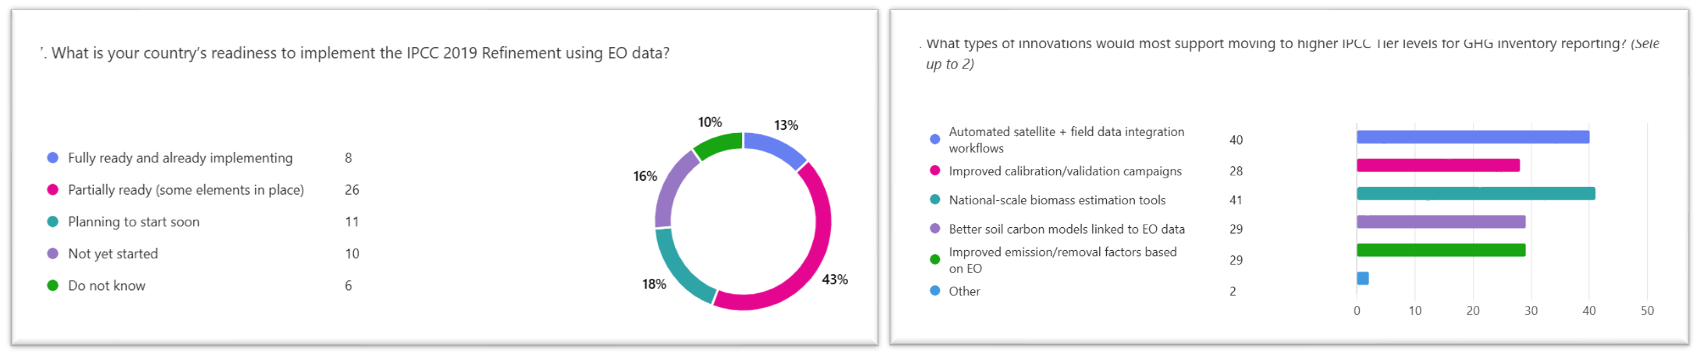 ’. What is your country’s readiness to implement the IPCC 2019 Refinement using EO data?
Fully ready and already implementing 8
Partially ready (some elements in place) 26
Planning to start soon 11
Not yet started 10
Do not know 6
10%
13%
16%
18%
43%
. What types of innovations would most support moving to higher IPCC Tier levels for GHG inventory reporting? (Sele
up to 2)
Automated satellite + field data integration
workflows 40
Improved calibration/validation campaigns 28
National-scale biomass estimation tools 41
Better soil carbon models linked to EO data 29
Improved emission/removal factors based
on EO 29
Other 2
0 10 20 30 40 50